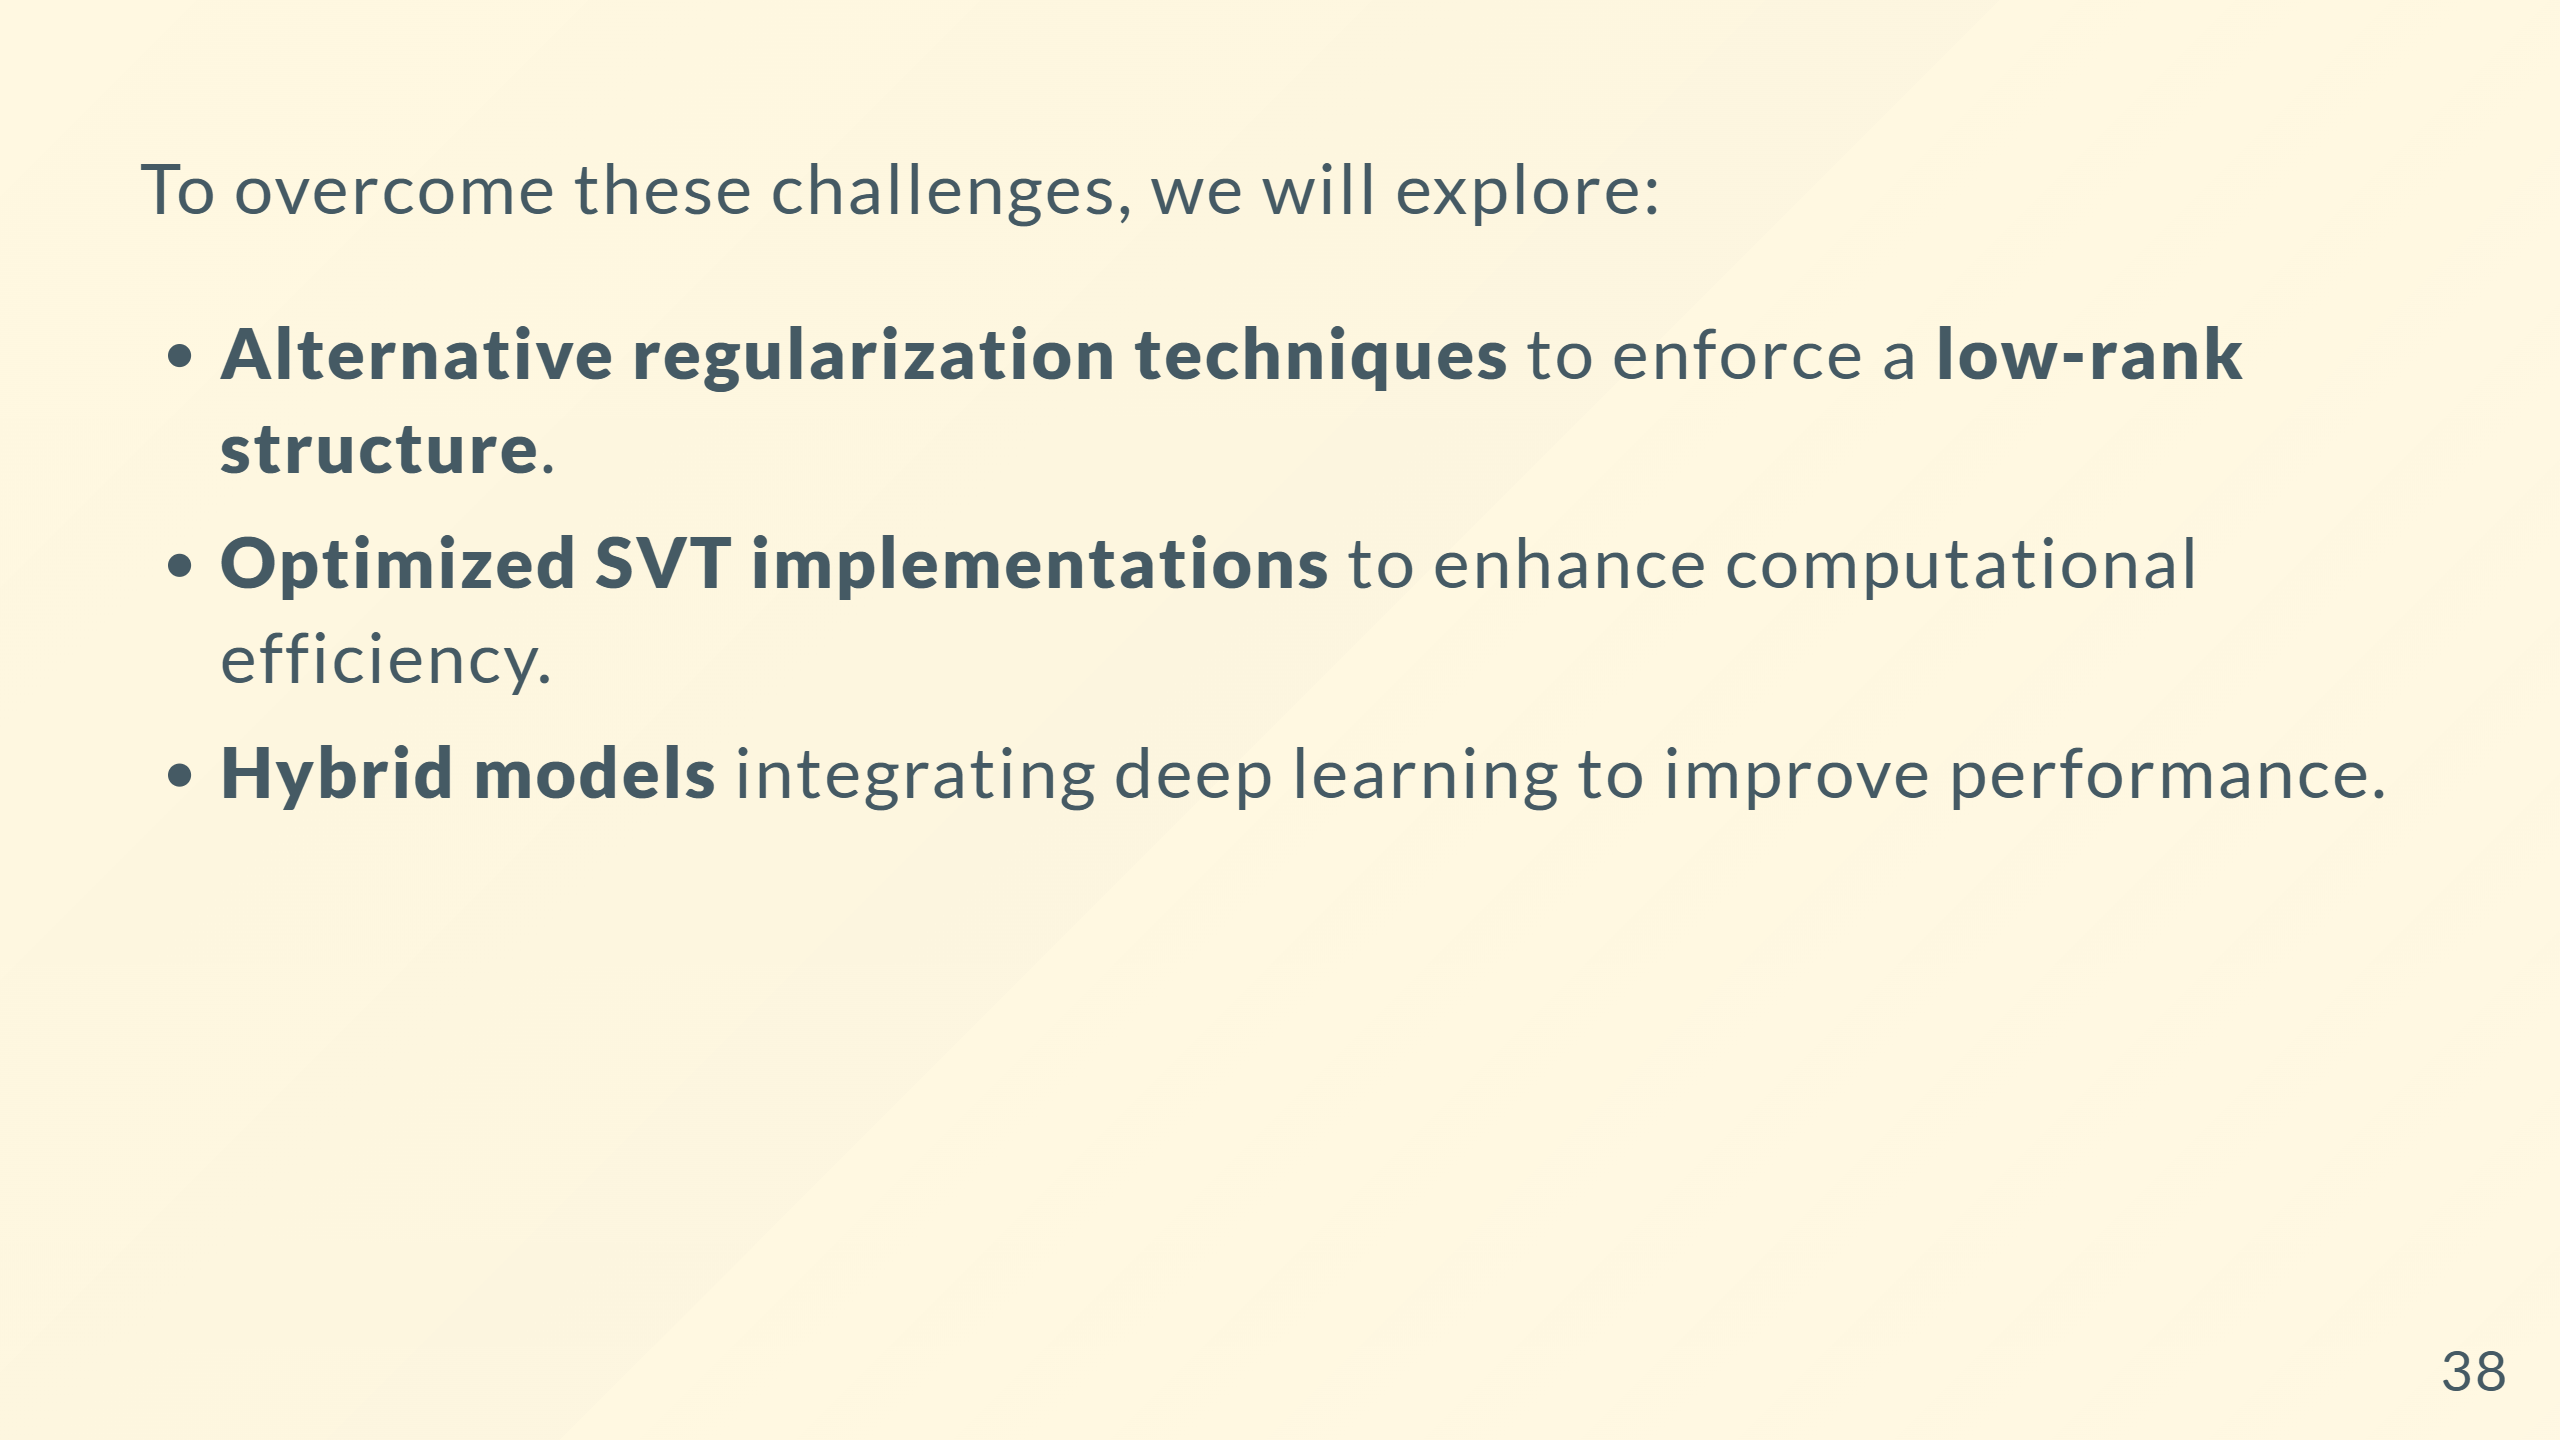 To overcome these challenges, we will explore:
• Alternative regularization techniques to enforce a low-rank
structure.
• Optimized SVT implementations to enhance computational
efficiency.
• Hybrid models integrating deep learning to improve performance.
38